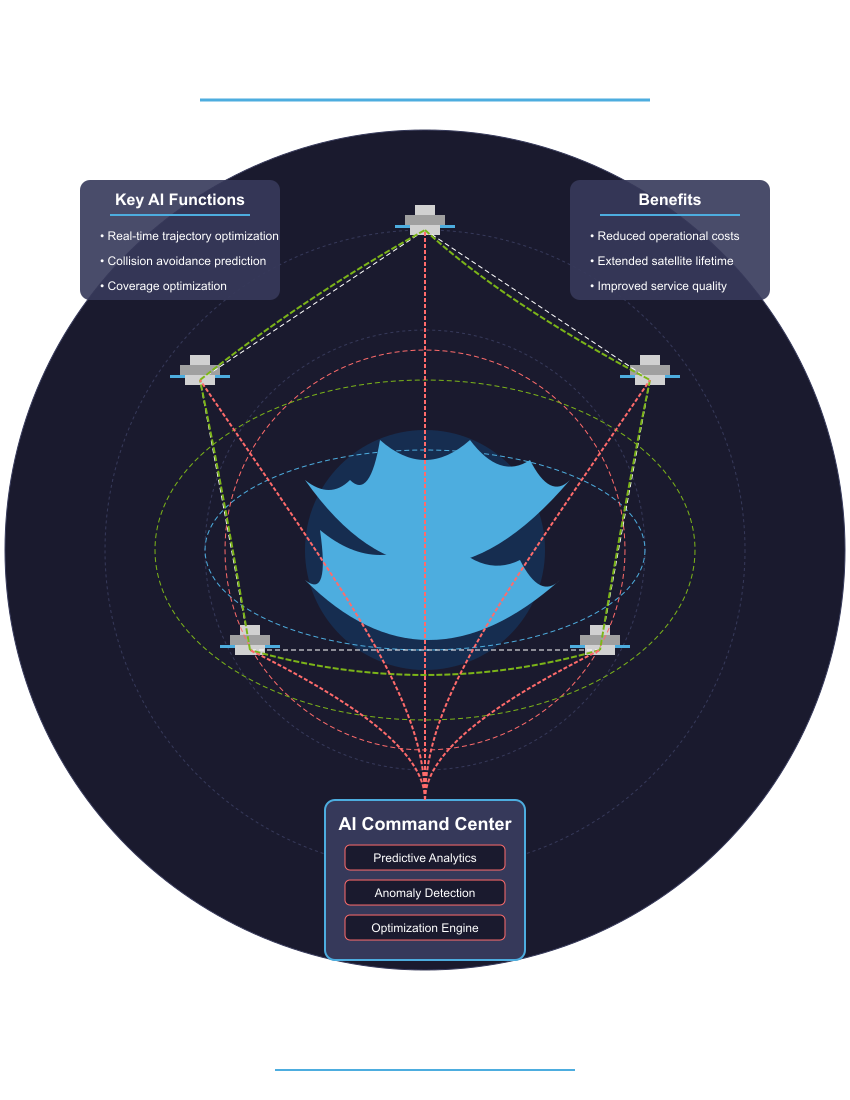 Key AI Functions
• Real-time trajectory optimization
• Collision avoidance prediction
• Coverage optimization
Benefits
• Reduced operational costs
• Extended satellite lifetime
• Improved service quality
AI Command Center
Predictive Analytics
Anomaly Detection
Optimization Engine